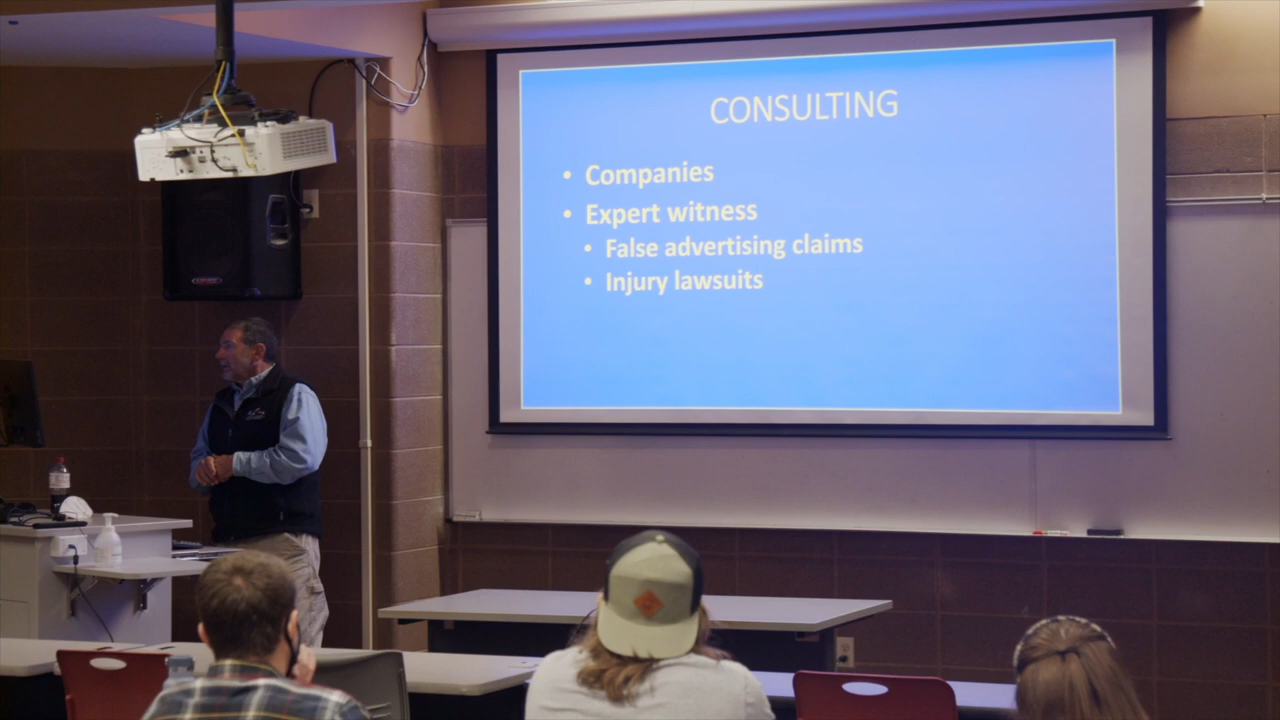 CONSULTING
• Companies
• Expert witness
• False advertising claims
• Injury lawsuits